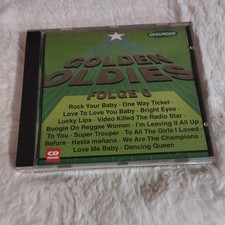 GESUNGEN
GOLDEN
OLDIES
FOLGE 6
Rock Your Baby · One Way Ticket ·
Love To Love You Baby · Bright Eyes ·
Lucky Lips · Video Killed The Radio Star ·
Boogie On Reggae Woman · I'm Leaving It All Up
To You · Super Trouper · To All The Girls I Loved
Before · Hasta mañana · We Are The Champions ·
Love Me Baby · Dancing Queen
CD